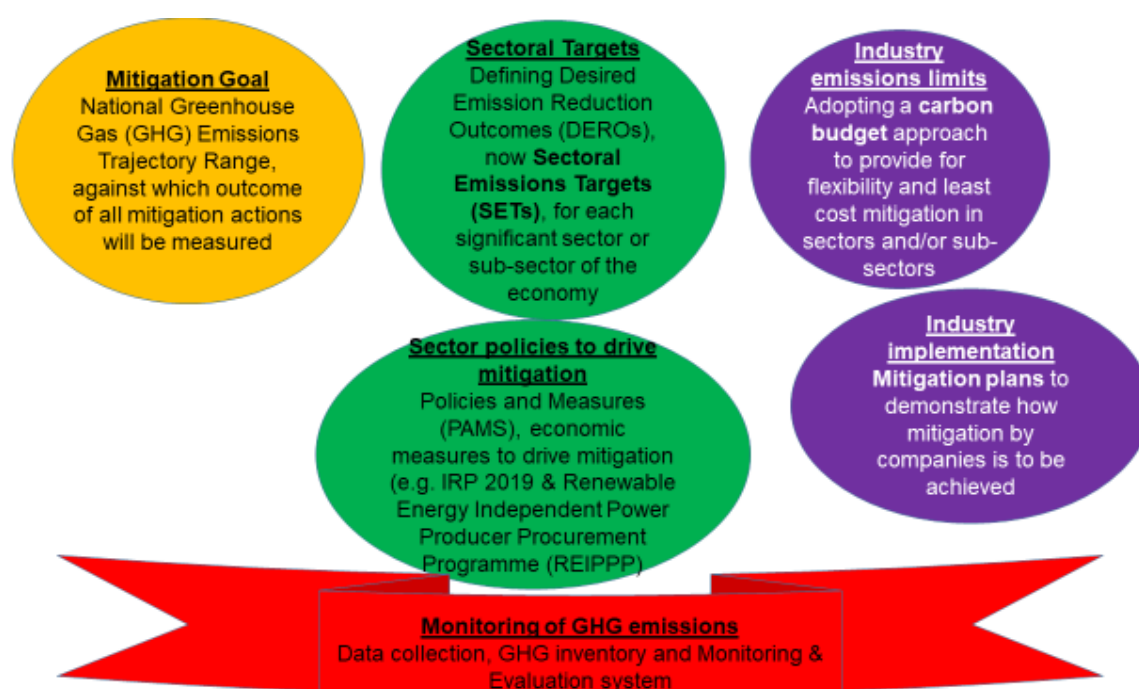 Mitigation Goal
National Greenhouse
Gas (GHG) Emissions
Trajectory Range,
against which outcome
of all mitigation actions
will be measured
Sectoral Targets
Defining Desired
Emission Reduction
Outcomes (DEROs),
now Sectoral
Emissions Targets
(SETs), for each
significant sector or
sub-sector of the
economy
Industry
emissions limits
Adopting a carbon
budget approach
to provide for
flexibility and least
cost mitigation in
sectors and/or sub-
sectors
Sector policies to drive
mitigation
Policies and Measures
(PAMS), economic
measures to drive mitigation
(e.g. IRP 2019 & Renewable
Energy Independent Power
Producer Procurement
Programme (REIPPP)
Industry
implementation
Mitigation plans to
demonstrate how
mitigation by
companies is to be
achieved
Monitoring of GHG emissions
Data collection, GHG inventory and Monitoring &
Evaluation system